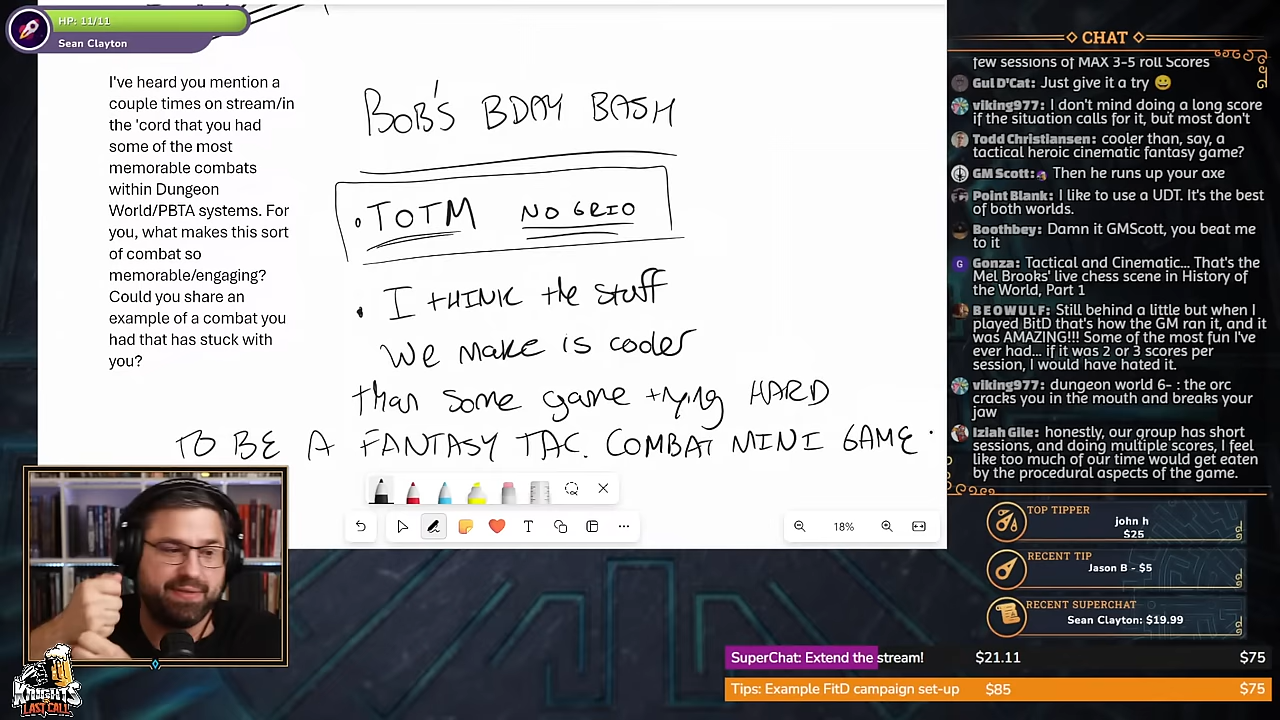 HP: 11/11
Sean Clayton
I've heard you mention a
couple times on stream/in
the 'cord that you had
some of the most
memorable combats
within Dungeon
World/PBTA systems. For
you, what makes this sort
of combat so
memorable/engaging?
Could you share an
example of a combat you
had that has stuck with
you?
BOB'S BDAY BASH
• TOTM NO GRID
• I THINK the stuff
We make is cooler
than some game trying HARD
TO BE A FANTASY TAC. COMBAT MINI GAME.
T
18%
CHAT
few sessions of MAX 3-5 roll Scores
Gul D'Cat: Just give it a try 😀
viking977: I don't mind doing a long score
if the situation calls for it, but most don't
Todd Christiansen: cooler than, say, a
tactical heroic cinematic fantasy game?
GM Scott: Then he runs up your axe
Point Blank: I like to use a UDT. It's the best
of both worlds.
Boothbey: Damn it GMScott, you beat me
to it
G Gonza: Tactical and Cinematic... That's the
Mel Brooks' live chess scene in History of
the World, Part 1
B E O W U L F: Still behind a little but when I
played BitD that's how the GM ran it, and it
was AMAZING!!! Some of the most fun I've
ever had... if it was 2 or 3 scores per
session, I would have hated it.
viking977: dungeon world 6- : the orc
cracks you in the mouth and breaks your
jaw
Iziah Gile: honestly, our group has short
sessions, and doing multiple scores, I feel
like too much of our time would get eaten
by the procedural aspects of the game.
TOP TIPPER
john h
$25
RECENT TIP
Jason B - $5
RECENT SUPERCHAT
Sean Clayton: $19.99
SuperChat: Extend the stream! $21.11 $75
Tips: Example FitD campaign set-up $85 $75
KNIGHTS
OF
LAST CALL